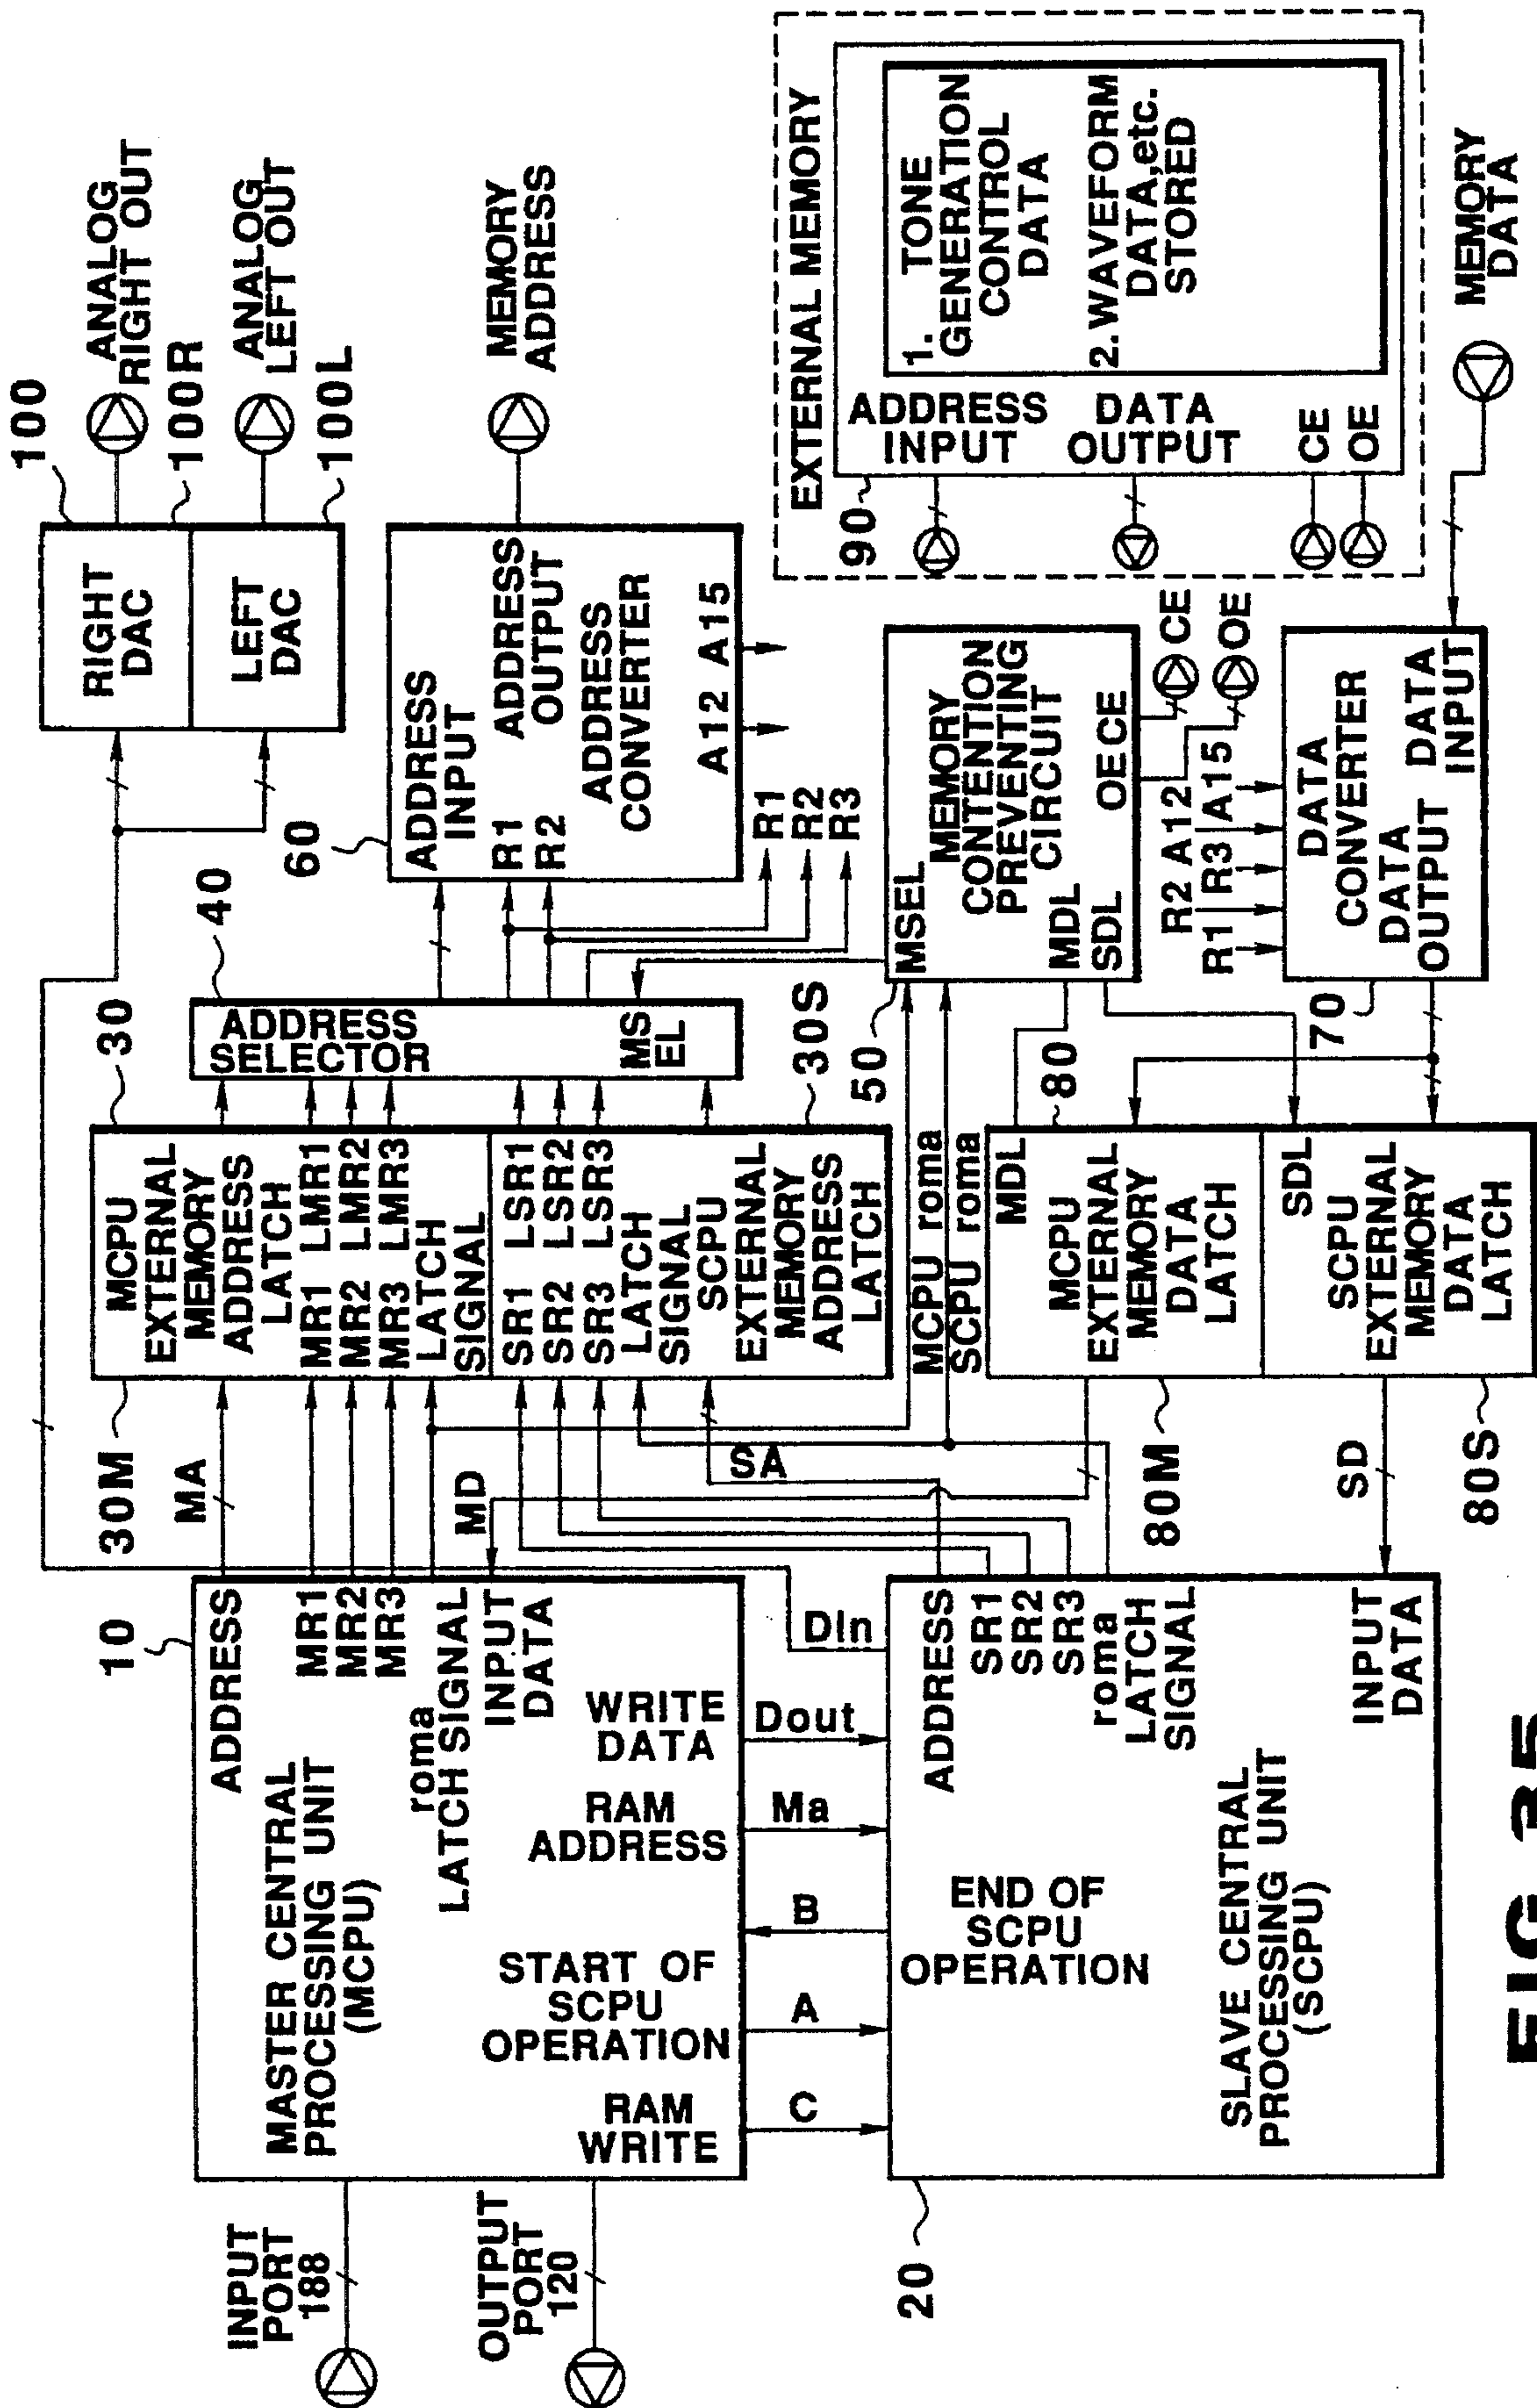 INPUT
PORT
188
OUTPUT
PORT
120
10
MASTER CENTRAL
PROCESSING UNIT
(MCPU)
ADDRESS
MR1
MR2
MR3
roma
LATCH SIGNAL
INPUT
DATA
WRITE
DATA
RAM
ADDRESS
START OF
SCPU
OPERATION
RAM
WRITE
C
A
B
Ma
Dout
DIn
20
SLAVE CENTRAL
PROCESSING UNIT
(SCPU)
END OF
SCPU
OPERATION
ADDRESS
SR1
SR2
SR3
roma
LATCH
SIGNAL
INPUT
DATA
MA
MD
SA
SD
30M
30
MCPU
EXTERNAL
MEMORY
ADDRESS
LATCH
MR1 LMR1
MR2 LMR2
MR3 LMR3
LATCH
SIGNAL
SR1 LSR1
SR2 LSR2
SR3 LSR3
LATCH
SIGNAL
SCPU
EXTERNAL
MEMORY
ADDRESS
LATCH
30S
MCPU roma
SCPU roma
80M
80
MDL
MCPU
EXTERNAL
MEMORY
DATA
LATCH
SDL
SCPU
EXTERNAL
MEMORY
DATA
LATCH
80S
40
ADDRESS
SELECTOR
MS
EL
60
ADDRESS
INPUT
R1
R2
ADDRESS
OUTPUT
ADDRESS
CONVERTER
A12 A15
R1
R2
R3
50
MSEL
MEMORY
CONTENTION
PREVENTING
CIRCUIT
MDL
SDL
OECE
CE
OE
R2 A12
R1 R3 A15
70
DATA
CONVERTER
DATA
OUTPUT
DATA
INPUT
100
RIGHT
DAC
100R
LEFT
DAC
100L
ANALOG
RIGHT OUT
ANALOG
LEFT OUT
MEMORY
ADDRESS
EXTERNAL MEMORY
90
ADDRESS
INPUT
DATA
OUTPUT
CE
OE
1. TONE
GENERATION
CONTROL
DATA
2. WAVEFORM
DATA,etc.
STORED
MEMORY
DATA